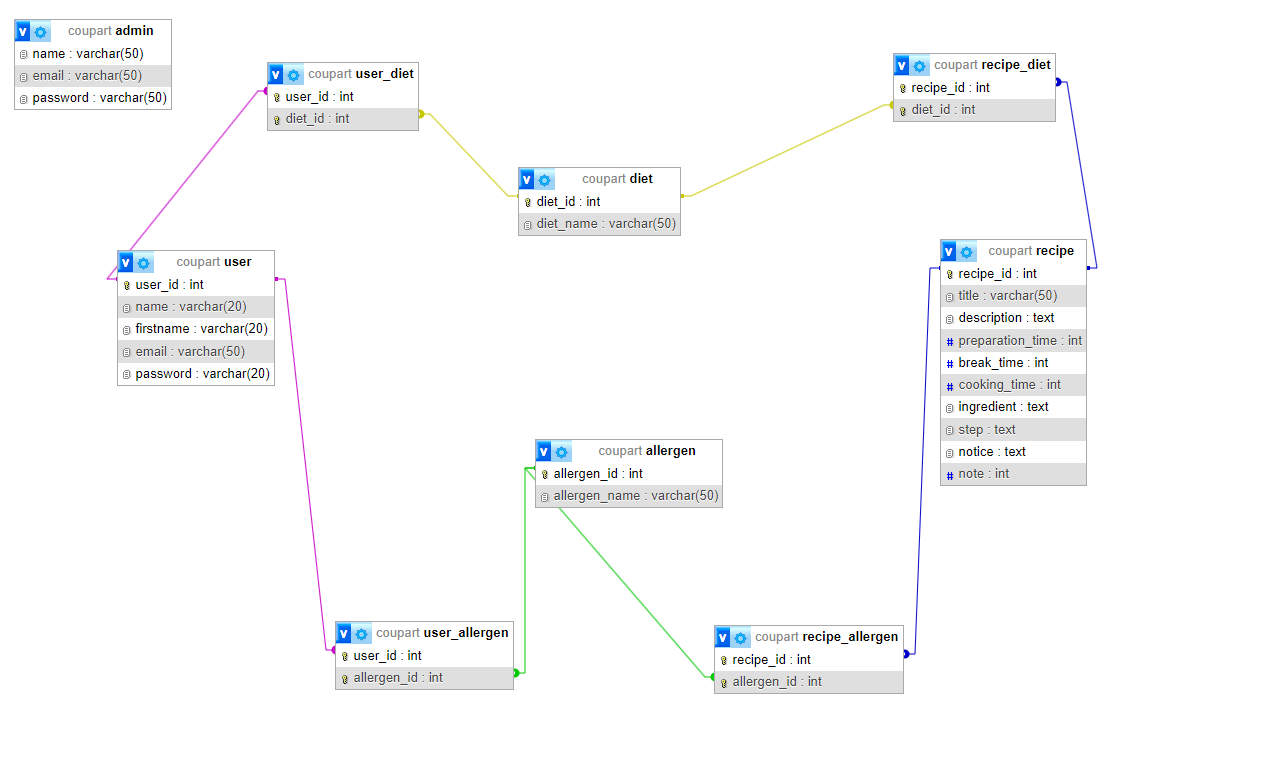 coupart admin
name : varchar(50)
email : varchar(50)
password : varchar(50)
coupart user_diet
user_id : int
diet_id : int
coupart recipe_diet
recipe_id : int
diet_id : int
coupart diet
diet_id : int
diet_name : varchar(50)
coupart user
user_id : int
name : varchar(20)
firstname : varchar(20)
email : varchar(50)
password : varchar(20)
coupart recipe
recipe_id : int
title : varchar(50)
description : text
# preparation_time : int
# break_time : int
# cooking_time : int
ingredient : text
step : text
notice : text
# note : int
coupart allergen
allergen_id : int
allergen_name : varchar(50)
coupart user_allergen
user_id : int
allergen_id : int
coupart recipe_allergen
recipe_id : int
allergen_id : int